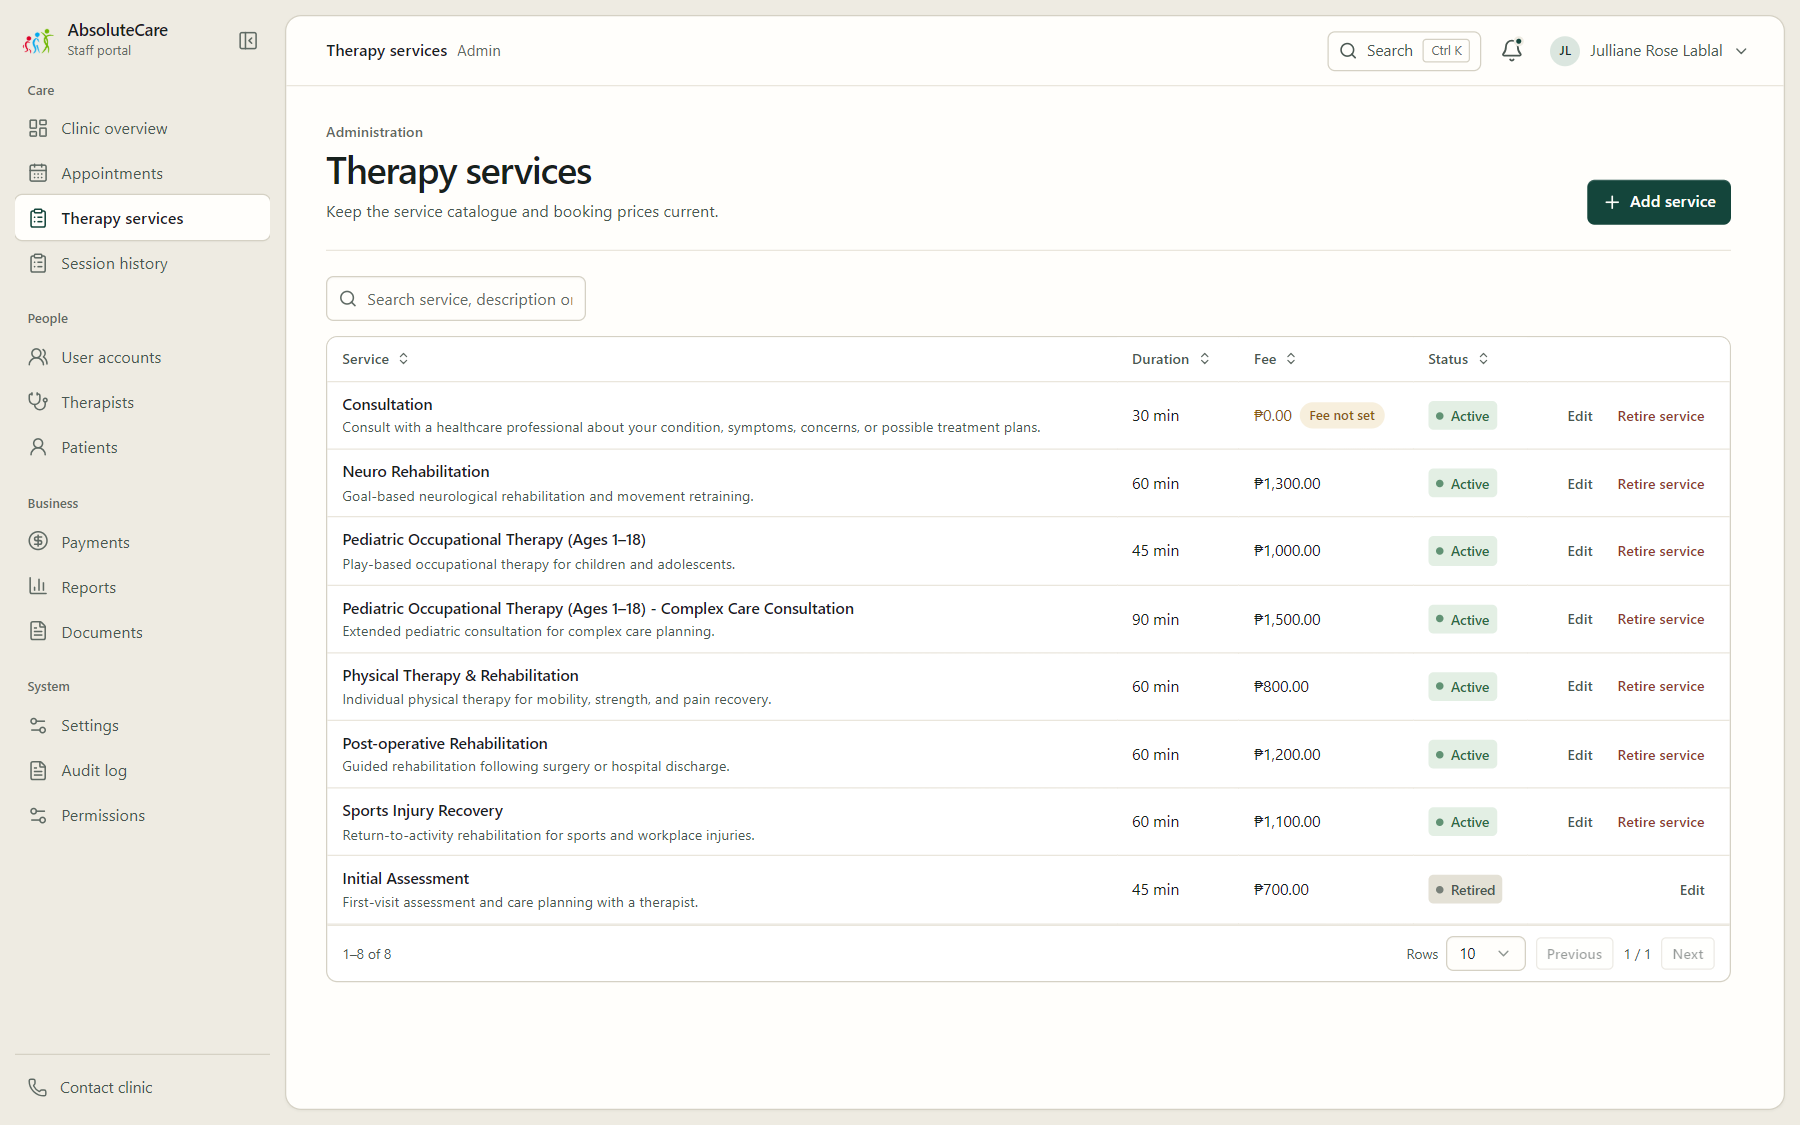 AbsoluteCare
Staff portal
Care
Clinic overview
Appointments
Therapy services
Session history
People
User accounts
Therapists
Patients
Business
Payments
Reports
Documents
System
Settings
Audit log
Permissions
Contact clinic
Therapy services Admin
Search Ctrl K
JL Julliane Rose Lablal
Administration
Therapy services
Keep the service catalogue and booking prices current.
Add service
Search service, description o
Service Duration Fee Status
Consultation
Consult with a healthcare professional about your condition, symptoms, concerns, or possible treatment plans.
30 min ₱0.00 Fee not set Active Edit Retire service
Neuro Rehabilitation
Goal-based neurological rehabilitation and movement retraining.
60 min ₱1,300.00 Active Edit Retire service
Pediatric Occupational Therapy (Ages 1–18)
Play-based occupational therapy for children and adolescents.
45 min ₱1,000.00 Active Edit Retire service
Pediatric Occupational Therapy (Ages 1–18) - Complex Care Consultation
Extended pediatric consultation for complex care planning.
90 min ₱1,500.00 Active Edit Retire service
Physical Therapy & Rehabilitation
Individual physical therapy for mobility, strength, and pain recovery.
60 min ₱800.00 Active Edit Retire service
Post-operative Rehabilitation
Guided rehabilitation following surgery or hospital discharge.
60 min ₱1,200.00 Active Edit Retire service
Sports Injury Recovery
Return-to-activity rehabilitation for sports and workplace injuries.
60 min ₱1,100.00 Active Edit Retire service
Initial Assessment
First-visit assessment and care planning with a therapist.
45 min ₱700.00 Retired Edit
1–8 of 8
Rows 10 Previous 1 / 1 Next